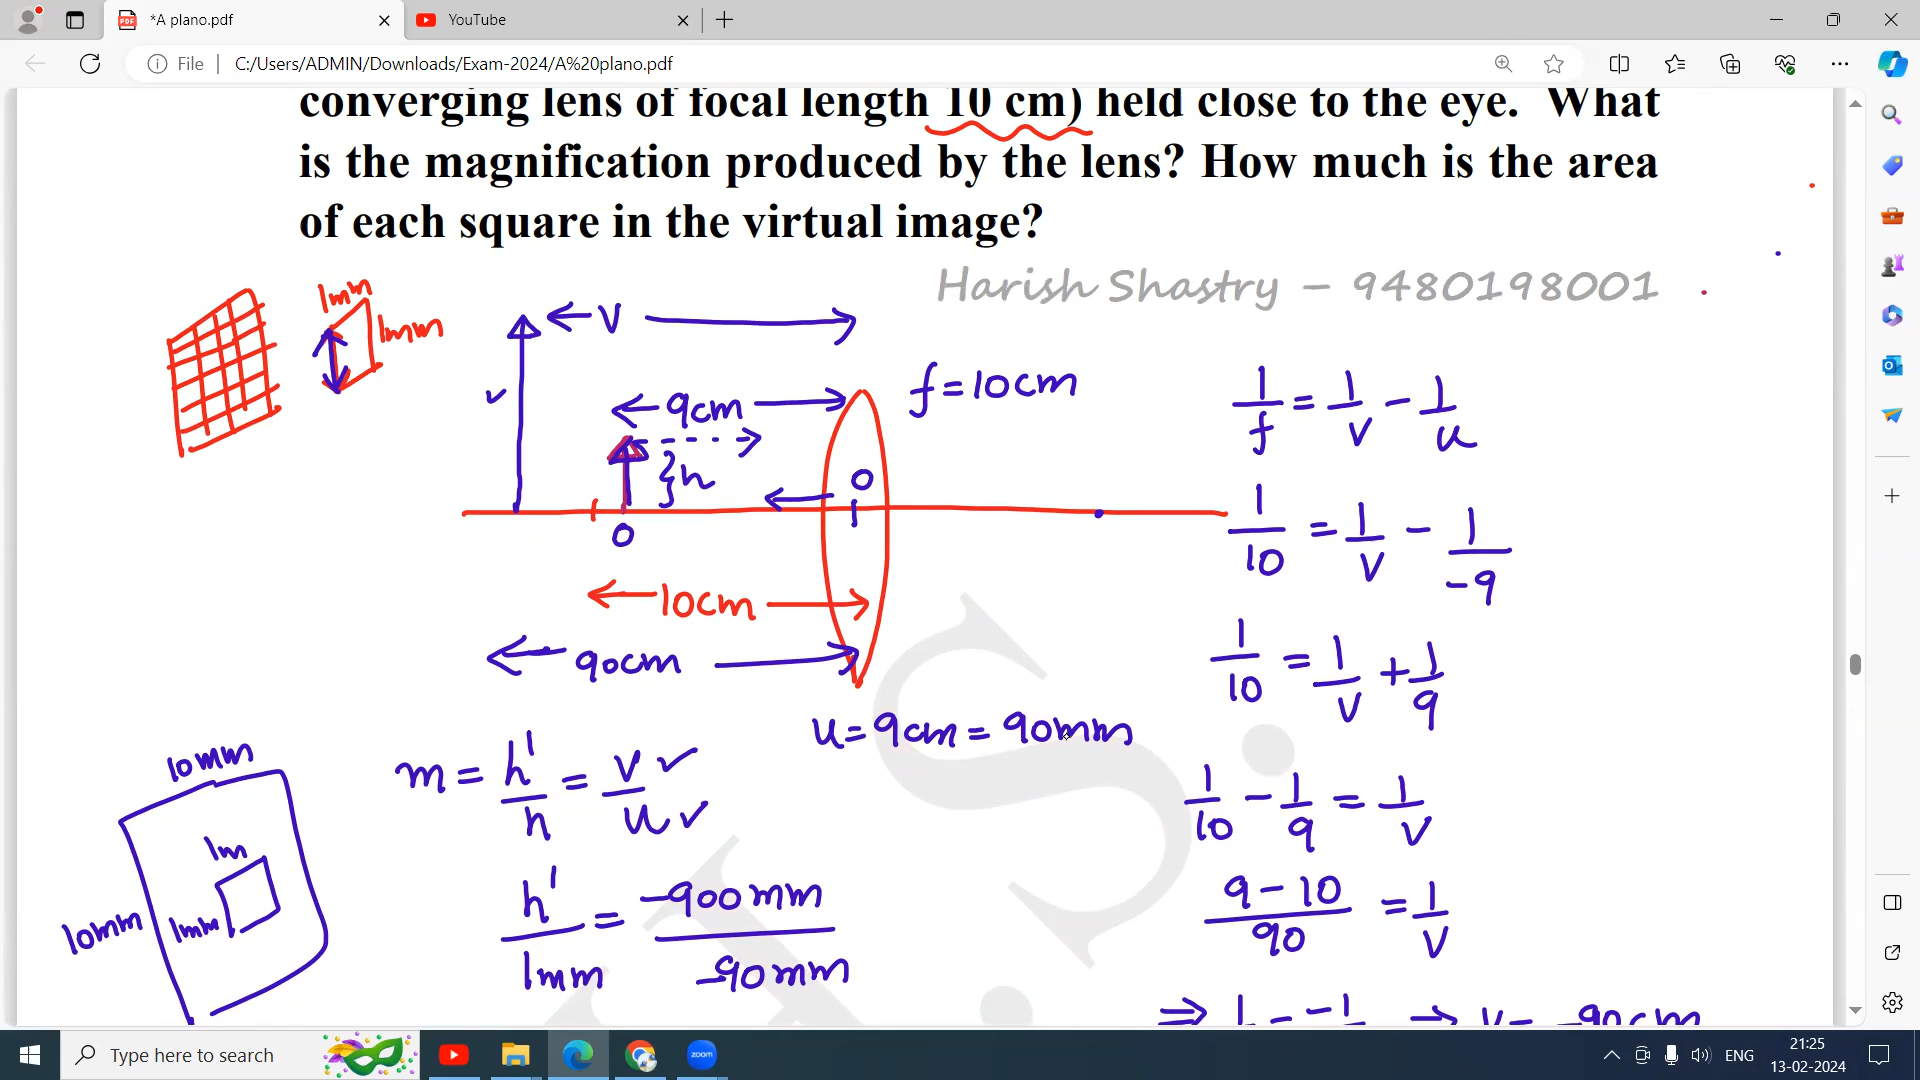 *A plano.pdf
YouTube
File
C:/Users/ADMIN/Downloads/Exam-2024/A%20plano.pdf
converging lens of focal length 10 cm) held close to the eye. What
is the magnification produced by the lens? How much is the area
of each square in the virtual image?
Harish Shastry – 9480198001
1mm
1mm
V
9cm
f = 10cm
h
O
O
10cm
90cm
u = 9cm = 90mm
m = h'/h = v/u
h'/1mm = -900mm/-90mm
10mm
10mm
1m
1mm
1/f = 1/v - 1/u
1/10 = 1/v - 1/-9
1/10 = 1/v + 1/9
1/10 - 1/9 = 1/v
9 - 10/90 = 1/v
Type here to search
zoom
ENG
21:25
13-02-2024